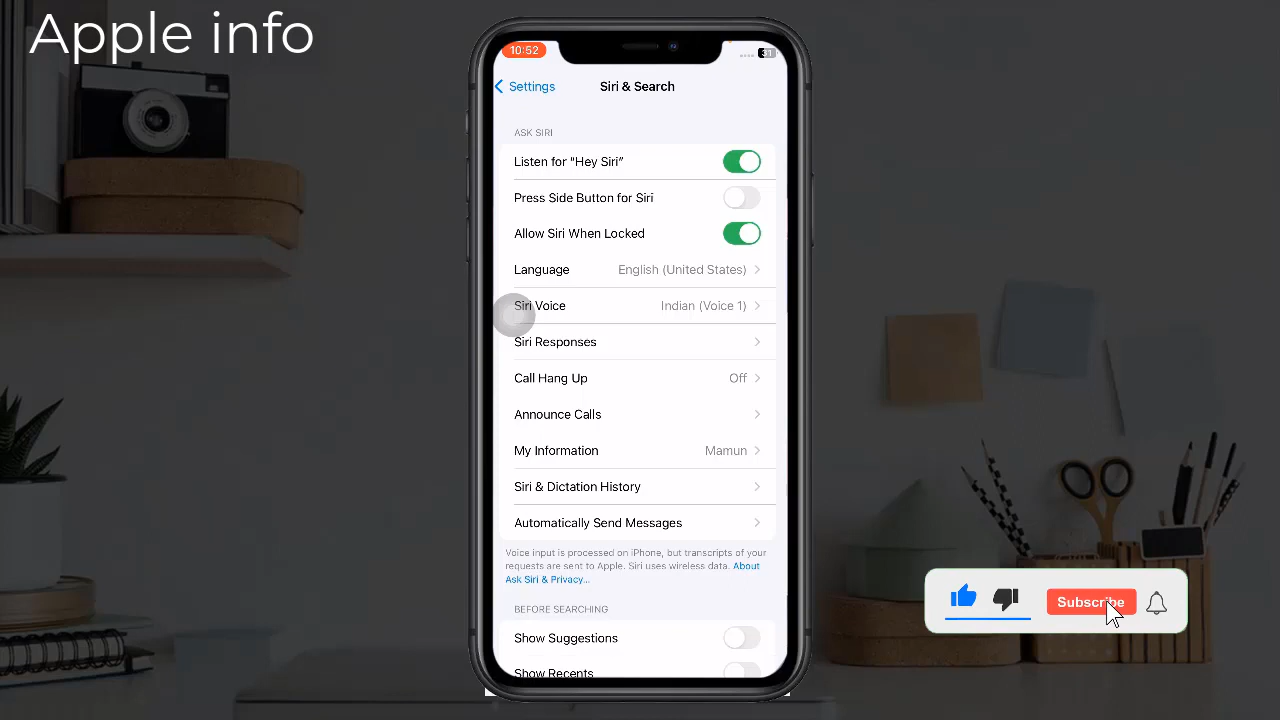 Apple info
10:52
31
Settings
Siri & Search
ASK SIRI
Listen for "Hey Siri"
Press Side Button for Siri
Allow Siri When Locked
Language English (United States)
Siri Voice Indian (Voice 1)
Siri Responses
Call Hang Up Off
Announce Calls
My Information Mamun
Siri & Dictation History
Automatically Send Messages
Voice input is processed on iPhone, but transcripts of your
requests are sent to Apple. Siri uses wireless data. About
Ask Siri & Privacy...
BEFORE SEARCHING
Show Suggestions
Show Recents
Subscribe